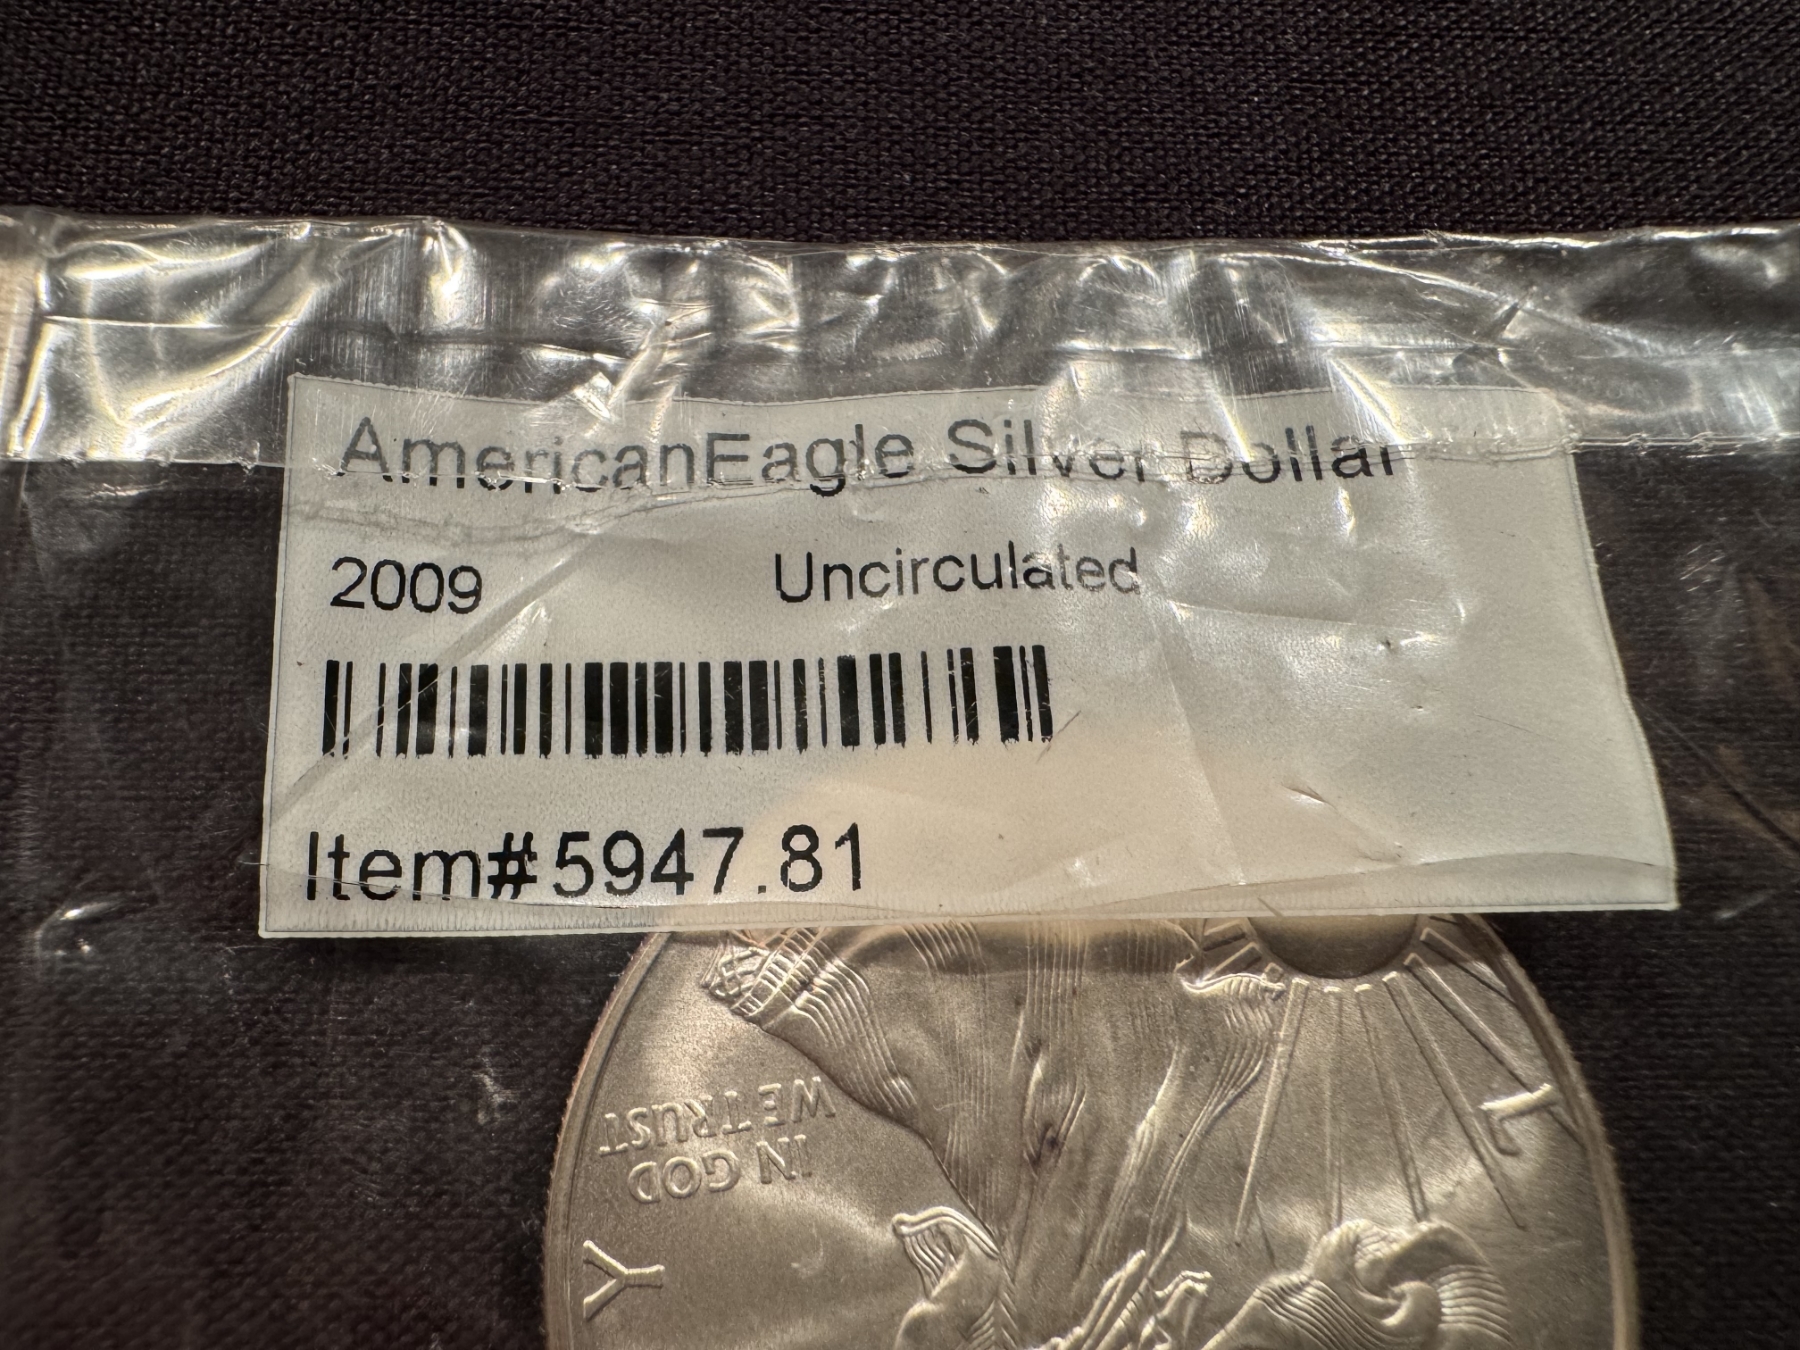 AmericanEagle Silver Dollar
2009 Uncirculated
Item#5947.81
WE TRUST
IN GOD
Y
L